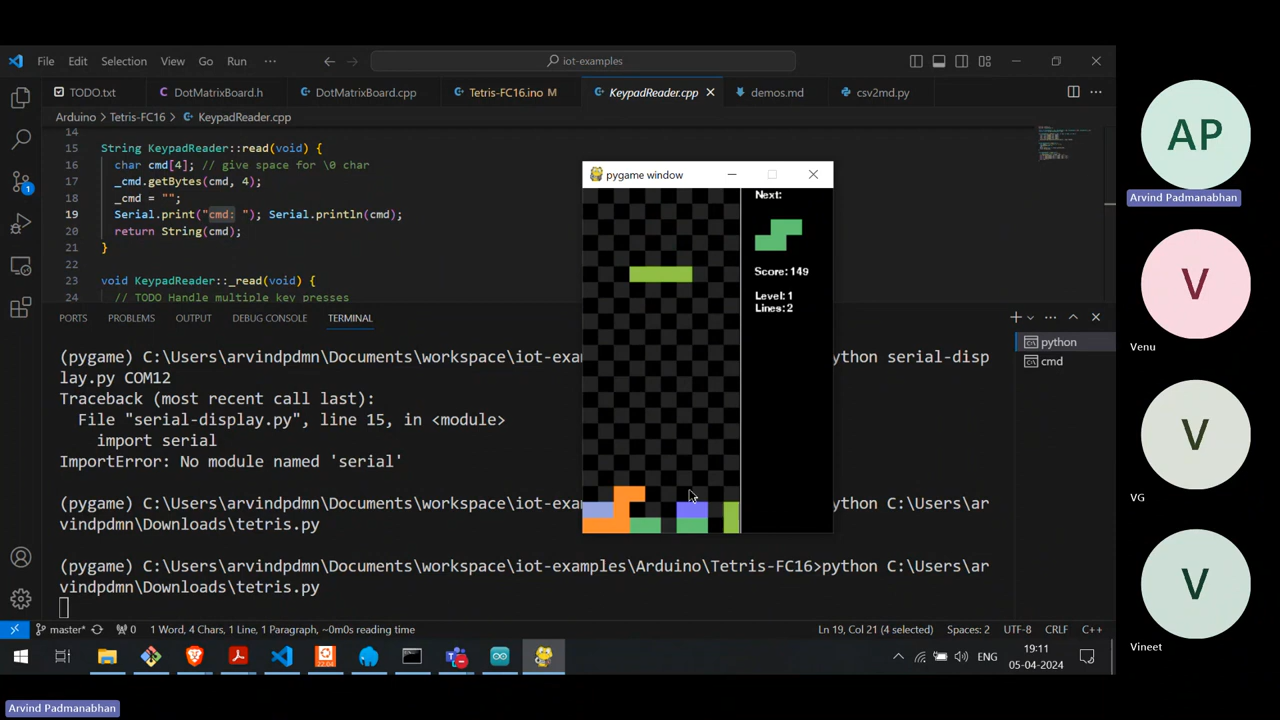 File Edit Selection View Go Run ··· iot-examples
TODO.txt DotMatrixBoard.h DotMatrixBoard.cpp Tetris-FC16.ino M KeypadReader.cpp demos.md csv2md.py
Arduino > Tetris-FC16 > KeypadReader.cpp
14
15 String KeypadReader::read(void) {
16 char cmd[4]; // give space for \0 char
17 _cmd.getBytes(cmd, 4);
18 _cmd = "";
19 Serial.print("cmd: "); Serial.println(cmd);
20 return String(cmd);
21 }
22
23 void KeypadReader::_read(void) {
24 // TODO Handle multiple key presses
pygame window
Next:
Score: 149
Level: 1
Lines: 2
PORTS PROBLEMS OUTPUT DEBUG CONSOLE TERMINAL
python
cmd
(pygame) C:\Users\arvindpdmn\Documents\workspace\iot-exa ython serial-disp
lay.py COM12
Traceback (most recent call last):
File "serial-display.py", line 15, in <module>
import serial
ImportError: No module named 'serial'
(pygame) C:\Users\arvindpdmn\Documents\workspace\iot-exa ython C:\Users\ar
vindpdmn\Downloads\tetris.py
(pygame) C:\Users\arvindpdmn\Documents\workspace\iot-examples\Arduino\Tetris-FC16>python C:\Users\ar
vindpdmn\Downloads\tetris.py
master* 0 1 Word, 4 Chars, 1 Line, 1 Paragraph, ~0m0s reading time Ln 19, Col 21 (4 selected) Spaces: 2 UTF-8 CRLF C++
1
22.04
ENG
19:11
05-04-2024
AP
Arvind Padmanabhan
V
Venu
V
VG
V
Vineet
Arvind Padmanabhan